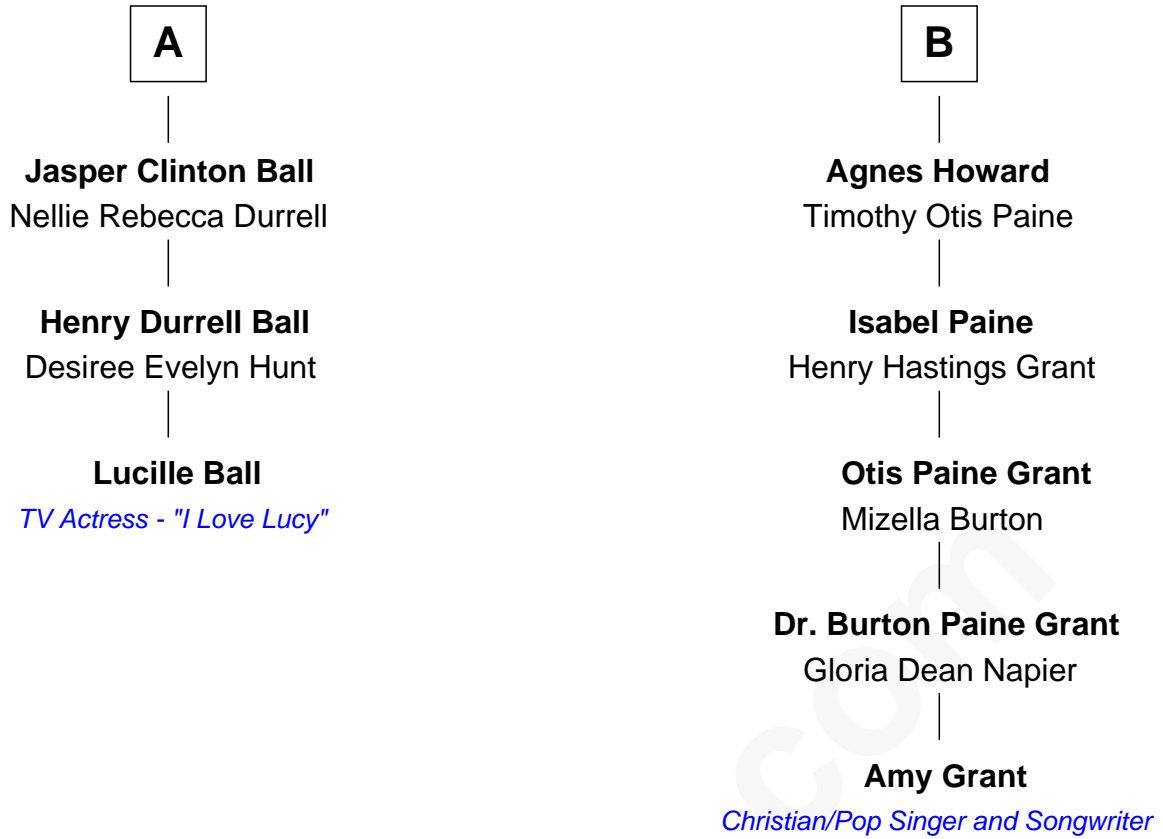 A
Jasper Clinton Ball
Nellie Rebecca Durrell
Henry Durrell Ball
Desiree Evelyn Hunt
Lucille Ball
TV Actress - "I Love Lucy"
B
Agnes Howard
Timothy Otis Paine
Isabel Paine
Henry Hastings Grant
Otis Paine Grant
Mizella Burton
Dr. Burton Paine Grant
Gloria Dean Napier
Amy Grant
Christian/Pop Singer and Songwriter
com